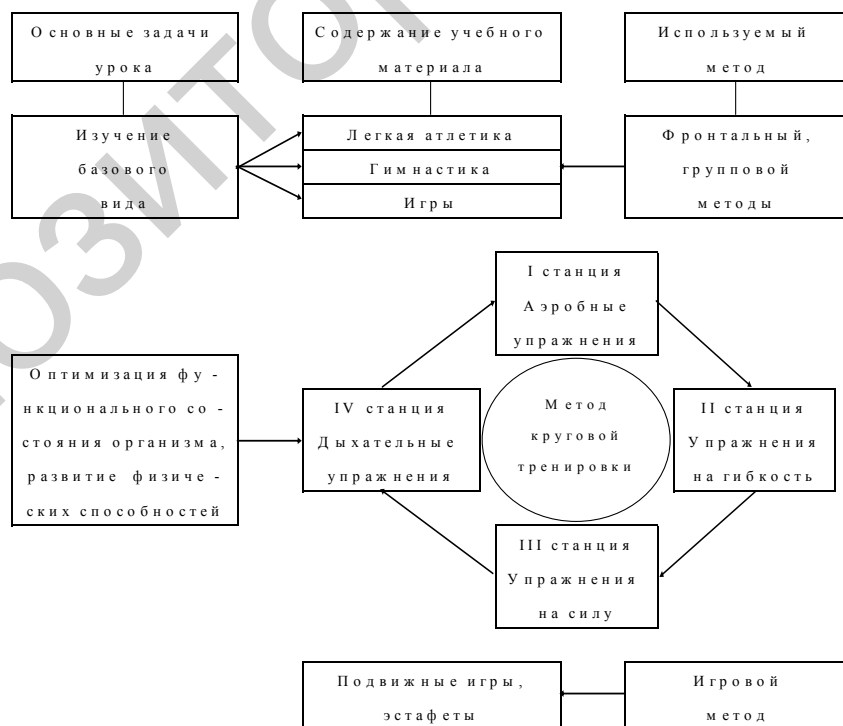 Основные задачи
урока
Содержание учебного
материала
Используемый
метод
Изучение
базового
вида
Легкая атлетика
Гимнастика
Игры
Фронтальный,
групповой
методы
I станция
Аэробные
упражнения
Оптимизация фу-
нкционального со-
стояния организма,
развитие физиче-
ских способностей
IV станция
Дыхательные
упражнения
Метод
круговой
тренировки
II станция
Упражнения
на гибкость
III станция
Упражнения
на силу
Подвижные игры,
эстафеты
Игровой
метод
ОЗИТО